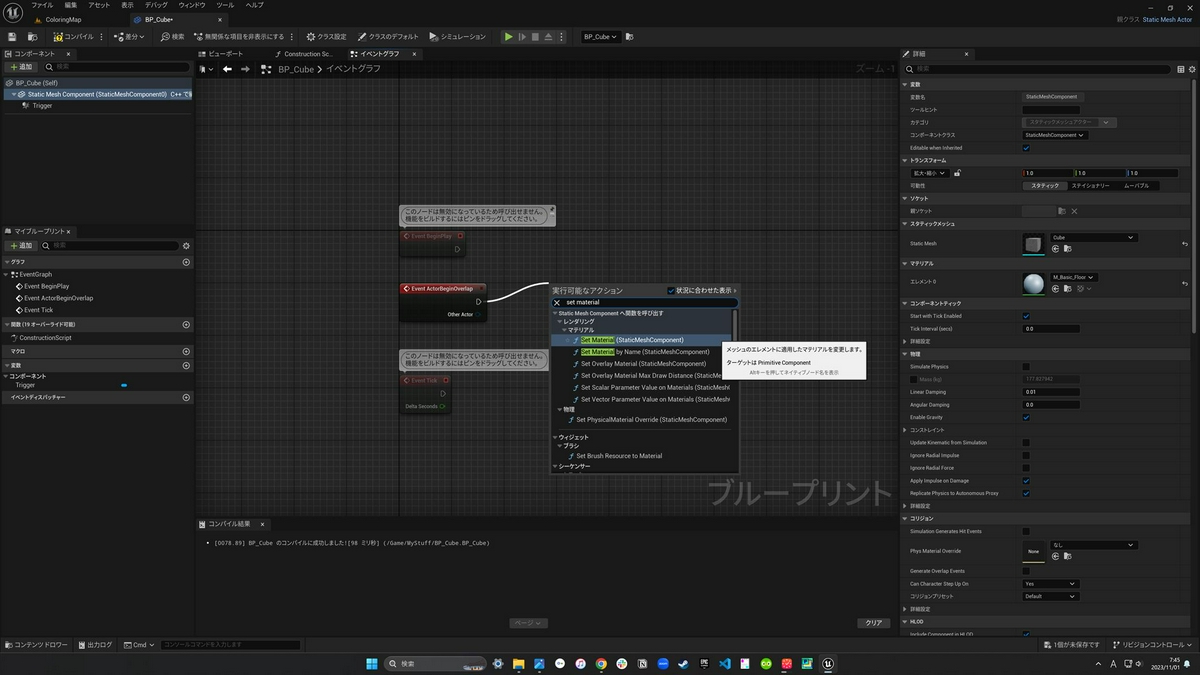 ファイル 編集 アセット 表示 デバッグ ウィンドウ ツール ヘルプ
ColoringMap
BP_Cube*
親クラス Static Mesh Actor
コンパイル 差分 検索 無関係な項目を非表示にする クラス設定 クラスのデフォルト シミュレーション BP_Cube
コンポーネント
追加 検索
BP_Cube (Self)
Static Mesh Component (StaticMeshComponent0)
Trigger
マイブループリント
追加 検索
グラフ
EventGraph
Event BeginPlay
Event ActorBeginOverlap
Event Tick
関数 (19 オーバーライド可能)
ConstructionScript
マクロ
変数
コンポーネント
Trigger
イベントディスパッチャー
ビューポート Construction Sc... イベントグラフ
BP_Cube イベントグラフ
ズーム -1
このノードは無効になっているため呼び出せません。
機能をビルドするにはピンをドラッグしてください。
Event BeginPlay
Event ActorBeginOverlap
Other Actor
このノードは無効になっているため呼び出せません。
機能をビルドするにはピンをドラッグしてください。
Event Tick
Delta Seconds
実行可能なアクション 状況に合わせた表示
set material
Static Mesh Component へ関数を呼び出す
レンダリング
マテリアル
Set Material (StaticMeshComponent)
Set Material by Name (StaticMeshComponent)
Set Overlay Material (StaticMeshComponent)
Set Overlay Material Max Draw Distance (StaticMe
Set Scalar Parameter Value on Materials (StaticMesh
Set Vector Parameter Value on Materials (StaticMesh
物理
Set PhysicalMaterial Override (StaticMeshComponent)
ウィジェット
ブラシ
Set Brush Resource to Material
シーケンサー
メッシュのエレメントに適用したマテリアルを変更します。
ターゲットは Primitive Component
Altキーを押してネイティブノード名を表示
ブループリント
コンパイル結果
[0078.89] BP_Cube のコンパイルに成功しました![98 ミリ秒] (/Game/MyStuff/BP_Cube.BP_Cube)
ページ
クリア
詳細
検索
変数
変数名 StaticMeshComponent
ツールヒント
カテゴリ スタティックメッシュアクター
コンポーネントクラス StaticMeshComponent
Editable when Inherited
トランスフォーム
拡大・縮小 1.0 1.0 1.0
可動性 スタティック ステイショナリー ムーバブル
ソケット
親ソケット
スタティックメッシュ
Static Mesh Cube
マテリアル
エレメント 0 M_Basic_Floor
コンポーネントティック
Start with Tick Enabled
Tick Interval (secs) 0.0
詳細設定
物理
Simulate Physics
Mass (kg) 177.827942
Linear Damping 0.01
Angular Damping 0.0
Enable Gravity
コンストレイント
Update Kinematic from Simulation
Ignore Radial Impulse
Ignore Radial Force
Apply Impulse on Damage
Replicate Physics to Autonomous Proxy
詳細設定
コリジョン
Simulation Generates Hit Events
Phys Material Override None なし
Generate Overlap Events
Can Character Step Up On Yes
コリジョンプリセット Default
詳細設定
HLOD
Include Component in HLOD
コンテンツ ドロワー 出力ログ Cmd コンソールコマンドを入力します
1個が未保存です リビジョンコントロール
検索
A
7:45
2023/11/01